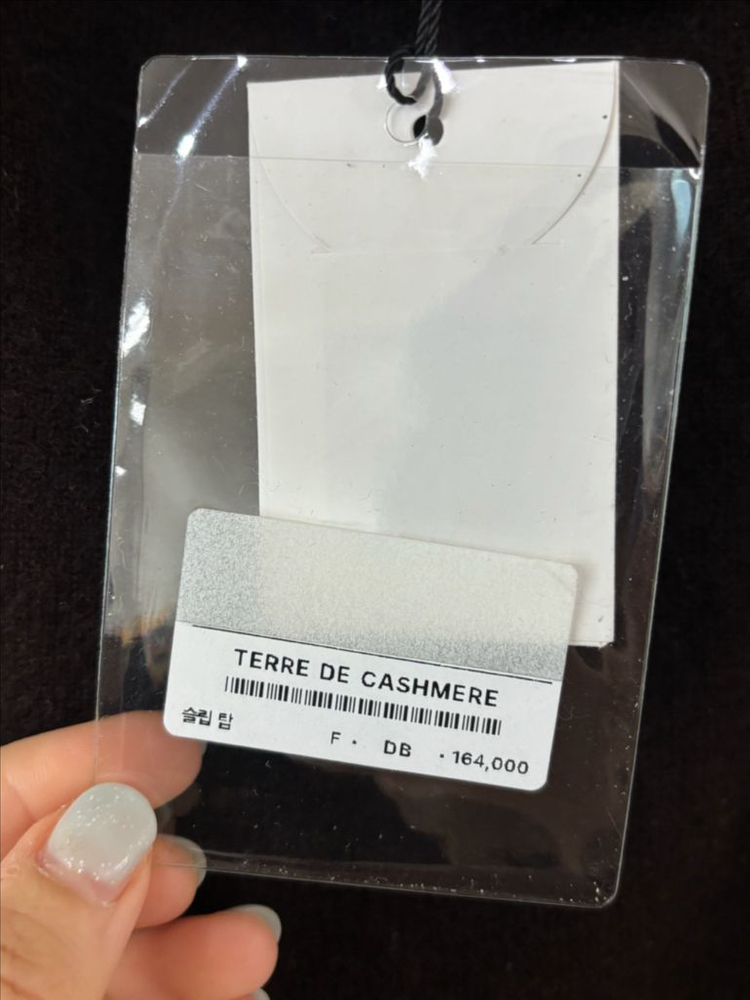 TERRE DE CASHMERE
슬립 탑
F · DB · 164,000